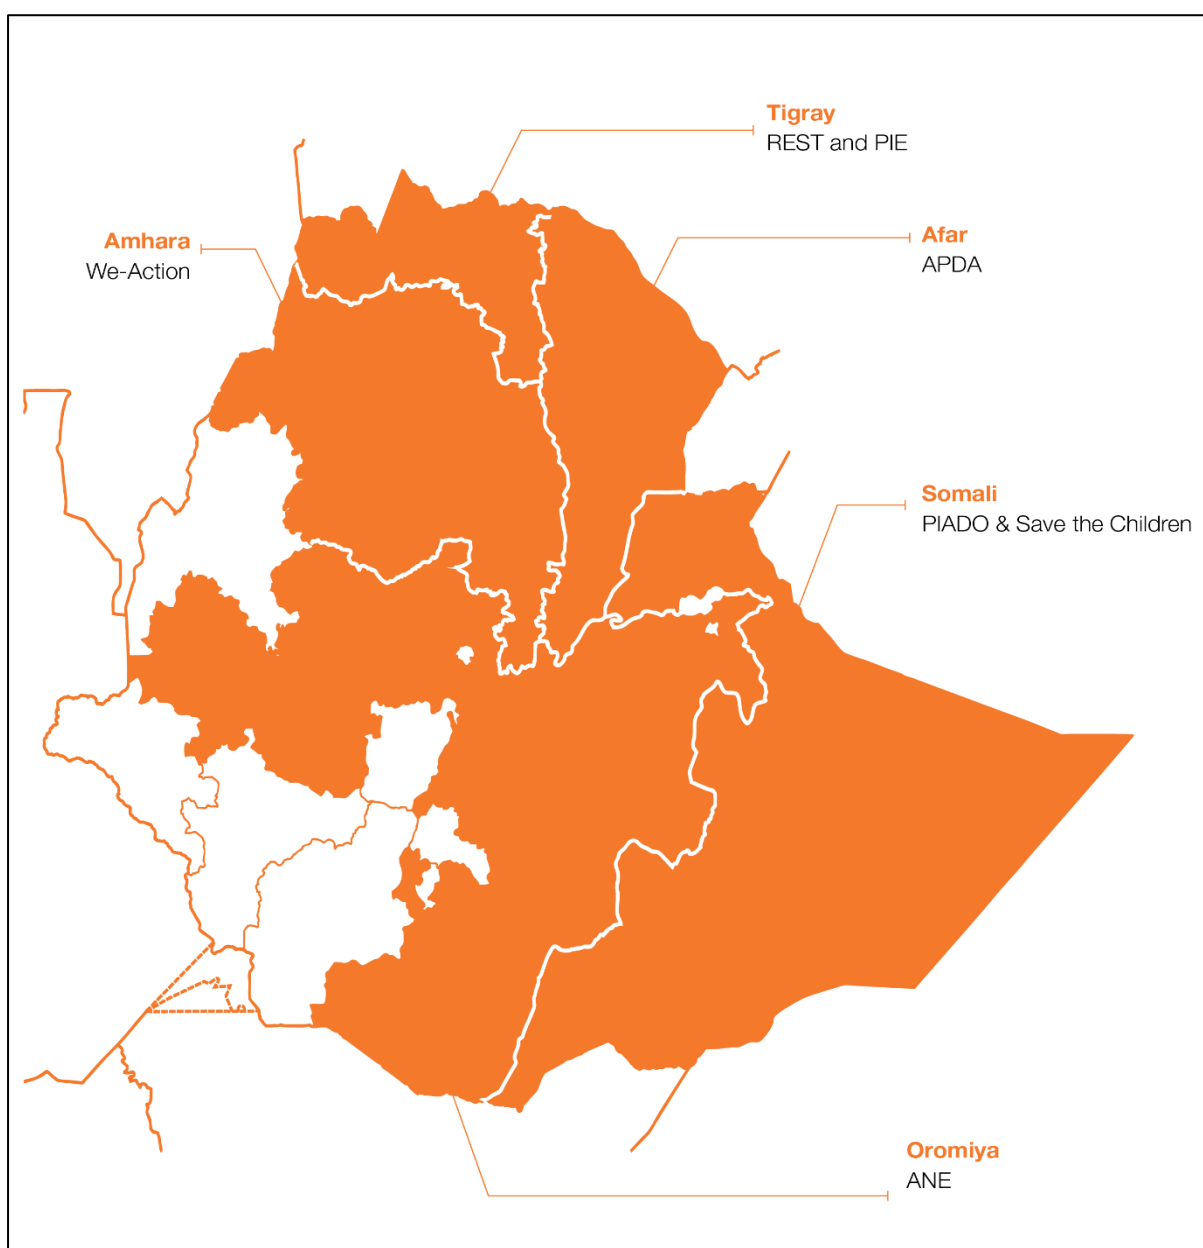 Tigray
REST and PIE
Amhara
We-Action
Afar
APDA
Somali
PIADO & Save the Children
Oromiya
ANE